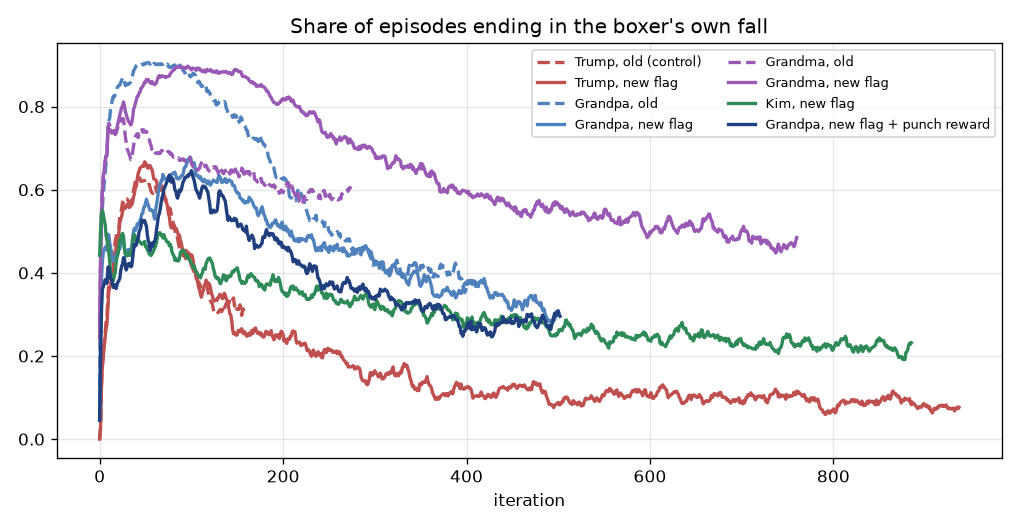 Share of episodes ending in the boxer's own fall
Trump, old (control)
Trump, new flag
Grandpa, old
Grandpa, new flag
Grandma, old
Grandma, new flag
Kim, new flag
Grandpa, new flag + punch reward
0.8
0.6
0.4
0.2
0.0
0 200 400 600 800
iteration